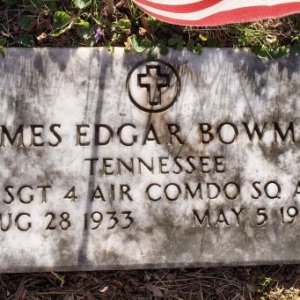 MES EDGAR BOWM
TENNESSEE
SGT 4 AIR COMDO SQ A
UG 28 1933 MAY 5 19